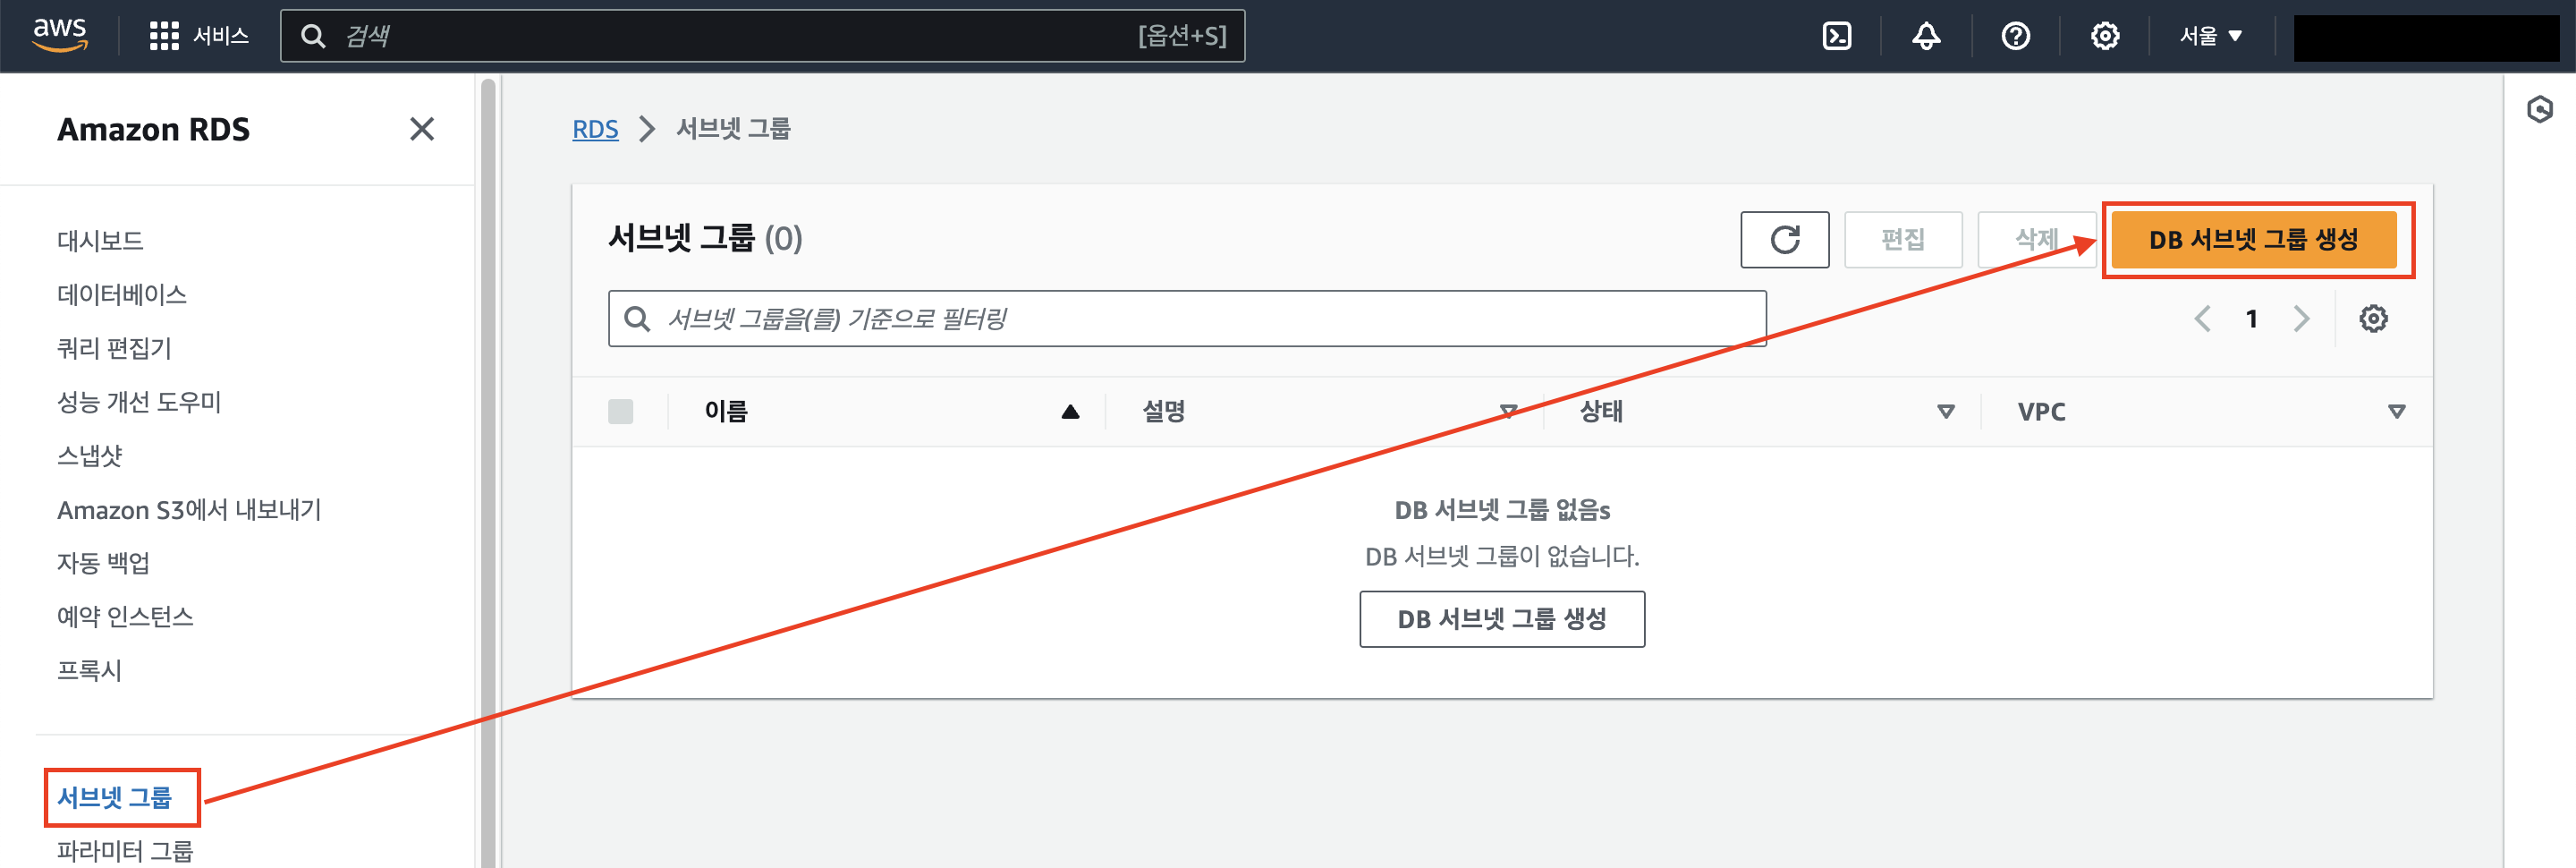 aws 서비스 검색 [옵션+S] 서울
Amazon RDS
대시보드
데이터베이스
쿼리 편집기
성능 개선 도우미
스냅샷
Amazon S3에서 내보내기
자동 백업
예약 인스턴스
프록시
서브넷 그룹
파라미터 그룹
RDS 서브넷 그룹
서브넷 그룹 (0) 편집 삭제 DB 서브넷 그룹 생성
서브넷 그룹을(를) 기준으로 필터링 1
이름 설명 상태 VPC
DB 서브넷 그룹 없음s
DB 서브넷 그룹이 없습니다.
DB 서브넷 그룹 생성